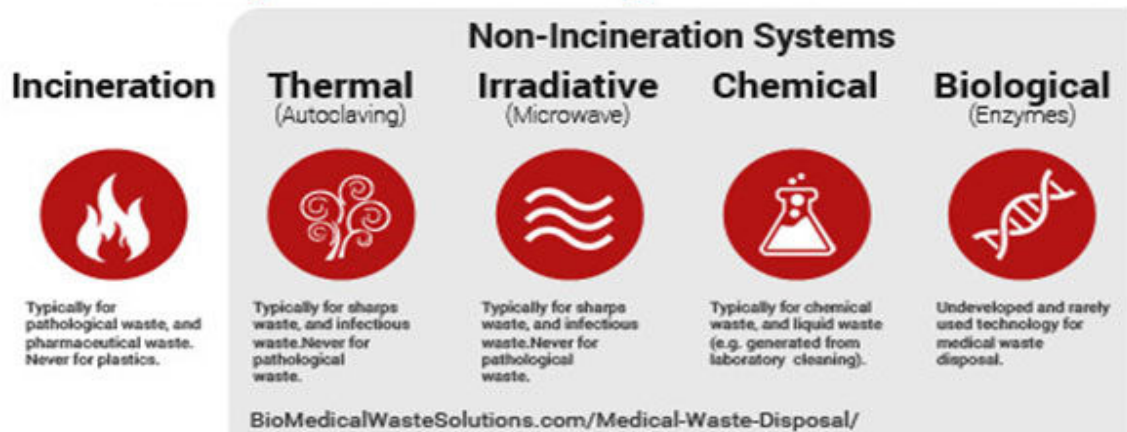 Non-Incineration Systems
Incineration
Thermal
(Autoclaving)
Irradiative
(Microwave)
Chemical
Biological
(Enzymes)
Typically for
pathological waste, and
pharmaceutical waste.
Never for plastics.
Typically for sharps
waste, and infectious
waste.Never for
pathological
waste.
Typically for sharps
waste, and infectious
waste.Never for
pathological
waste.
Typically for chemical
waste, and liquid waste
(e.g. generated from
laboratory cleaning).
Undeveloped and rarely
used technology for
medical waste
disposal.
BioMedicalWasteSolutions.com/Medical-Waste-Disposal/